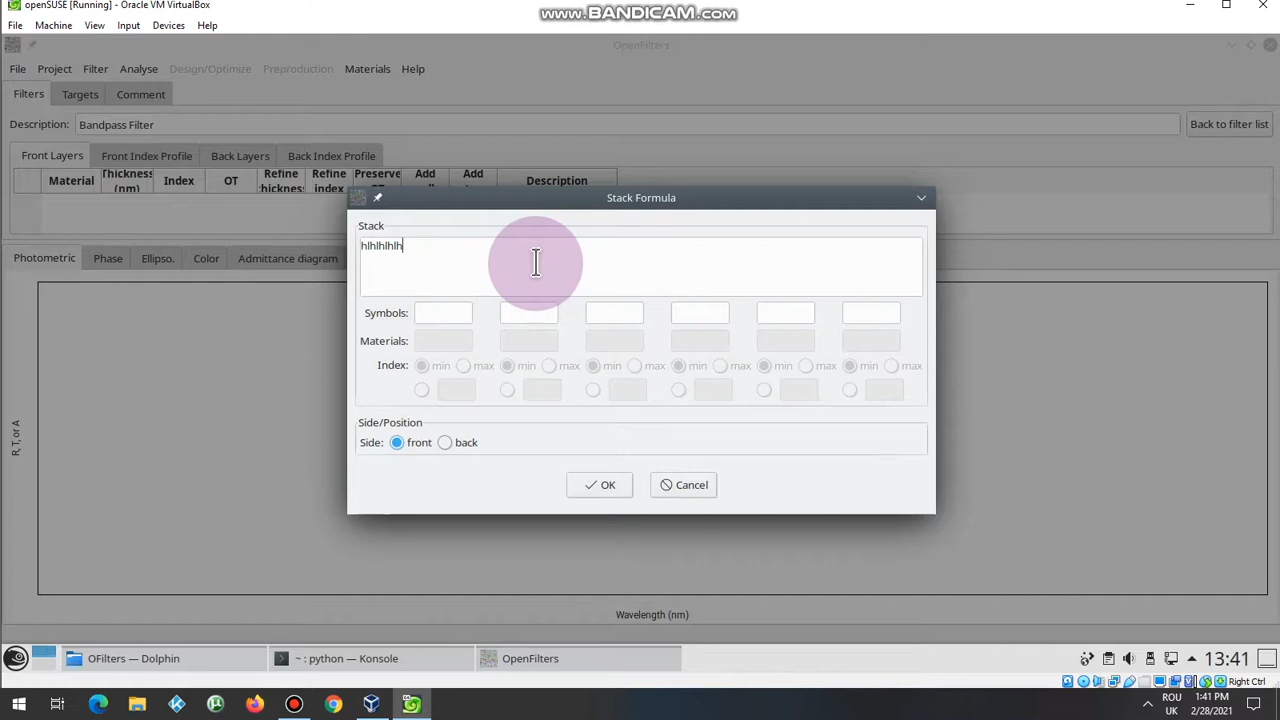 openSUSE [Running] - Oracle VM VirtualBox
www.BANDICAM.com
File Machine View Input Devices Help
OpenFilters
File Project Filter Analyse Design/Optimize Preproduction Materials Help
Filters Targets Comment
Description: Bandpass Filter Back to filter list
Front Layers Front Index Profile Back Layers Back Index Profile
Material Thickness (nm) Index OT Refine thickness Refine index Preserve OT Add Add Description
Stack Formula
Stack
hlhlhlhlh
Photometric Phase Ellipso. Color Admittance diagram
Symbols:
Materials:
Index: min max min max min max min max min max min max
R, T, or A
Side/Position
Side: front back
OK Cancel
Wavelength (nm)
OFilters — Dolphin ~ : python — Konsole OpenFilters 13:41
Right Ctrl
ROU 1:41 PM
UK 2/28/2021